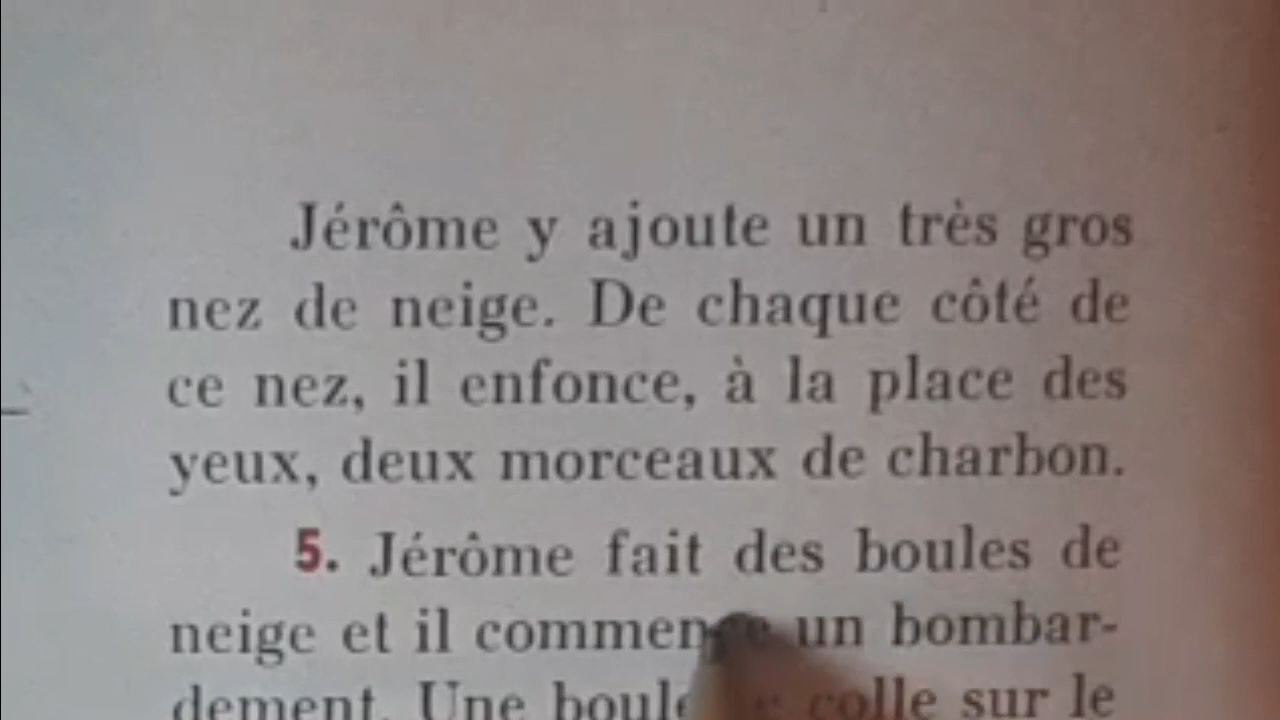 Jérôme y ajoute un très gros
nez de neige. De chaque côté de
ce nez, il enfonce, à la place des
yeux, deux morceaux de charbon.
5. Jérôme fait des boules de
neige et il commence un bombar-
dement. Une boule colle sur le